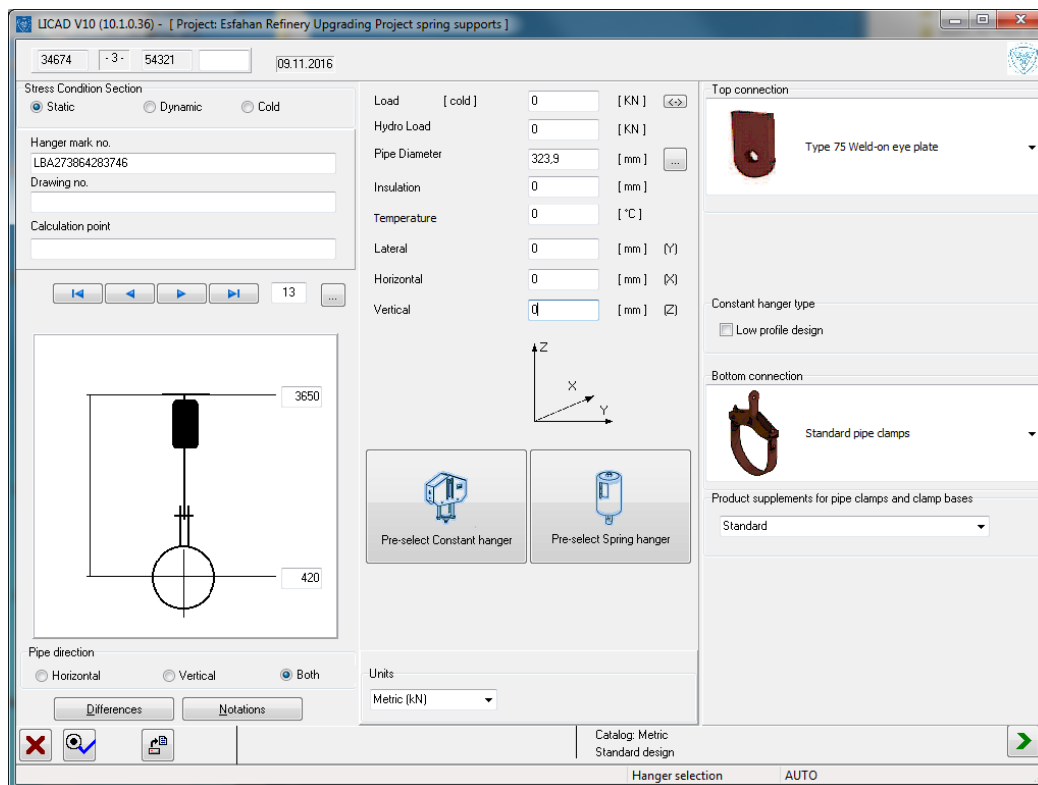 LICAD V10 (10.1.0.36) - [ Project: Esfahan Refinery Upgrading Project spring supports ]
34674 - 3 - 54321 09.11.2016
Stress Condition Section
Static Dynamic Cold
Hanger mark no.
LBA273864283746
Drawing no.
Calculation point
13 ...
3650
420
Pipe direction
Horizontal Vertical Both
Differences Notations
Load [ cold ] 0 [ KN ] <->
Hydro Load 0 [ KN ]
Pipe Diameter 323,9 [ mm ] ...
Insulation 0 [ mm ]
Temperature 0 [ °C ]
Lateral 0 [ mm ] (Y)
Horizontal 0 [ mm ] (X)
Vertical 0 [ mm ] (Z)
Z
X
Y
Pre-select Constant hanger Pre-select Spring hanger
Units
Metric (kN)
Top connection
Type 75 Weld-on eye plate
Constant hanger type
Low profile design
Bottom connection
Standard pipe clamps
Product supplements for pipe clamps and clamp bases
Standard
Catalog: Metric
Standard design
Hanger selection AUTO